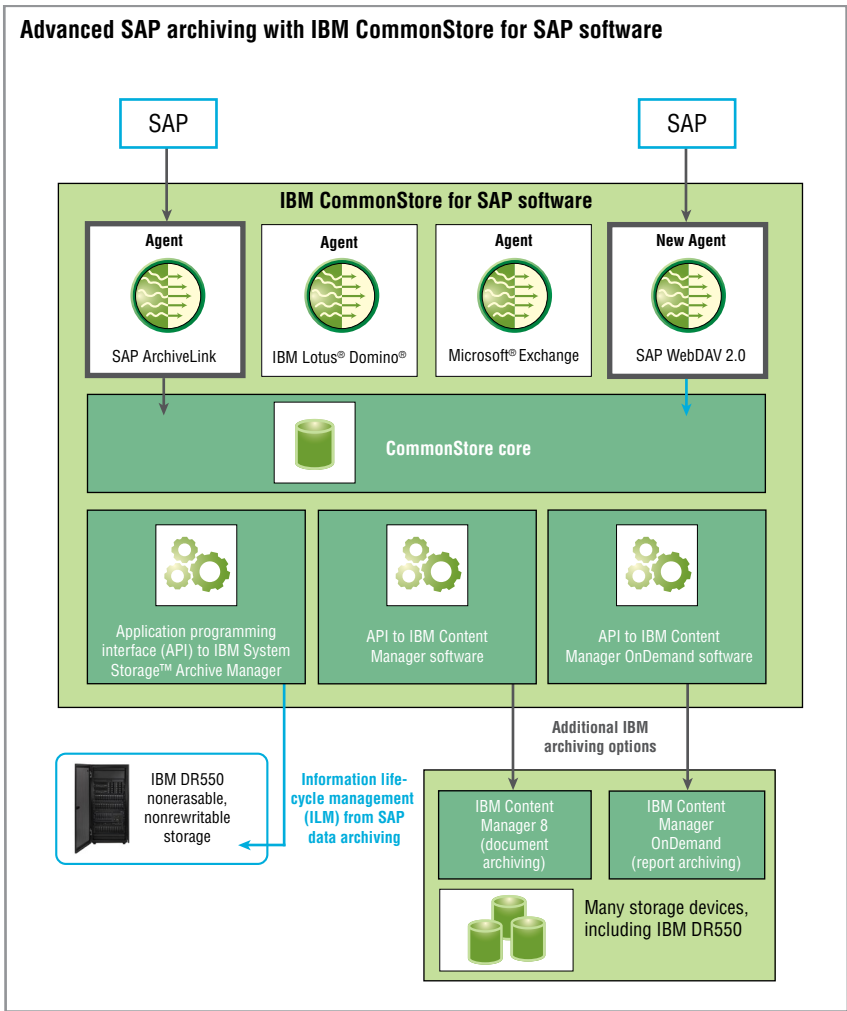 Advanced SAP archiving with IBM CommonStore for SAP software
SAP
SAP
IBM CommonStore for SAP software
Agent
SAP ArchiveLink
Agent
IBM Lotus® Domino®
Agent
Microsoft® Exchange
New Agent
SAP WebDAV 2.0
CommonStore core
Application programming
interface (API) to IBM System
Storage™ Archive Manager
API to IBM Content
Manager software
API to IBM Content
Manager OnDemand software
Additional IBM
archiving options
IBM DR550
nonerasable,
nonrewritable
storage
Information life-
cycle management
(ILM) from SAP
data archiving
IBM Content
Manager 8
(document
archiving)
IBM Content
Manager
OnDemand
(report archiving)
Many storage devices,
including IBM DR550